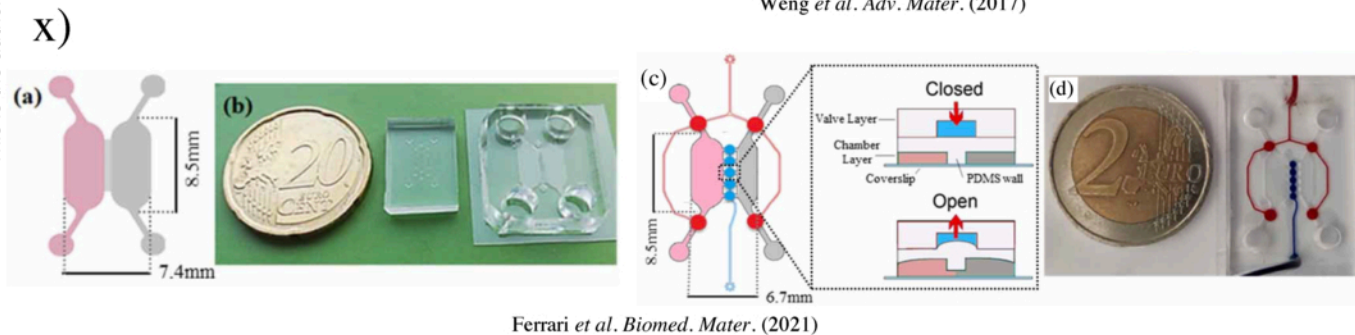 Weng et al. Adv. Mater. (2017)
x)
(a)
8.5mm
7.4mm
(b)
20
CENT
(c)
8.5mm
6.7mm
Closed
Valve Layer
Chamber
Layer
Coverslip
PDMS wall
Open
(d)
2
EURO
Ferrari et al. Biomed. Mater. (2021)